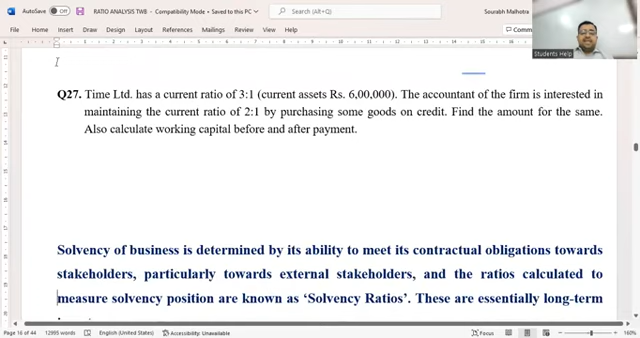 AutoSave Off RATIO ANALYSIS TWB - Compatibility Mode • Saved to this PC Search (Alt+Q) Sourabh Malhotra
File Home Insert Draw Design Layout References Mailings Review View Help Comm
Students Help
Q27. Time Ltd. has a current ratio of 3:1 (current assets Rs. 6,00,000). The accountant of the firm is interested in
maintaining the current ratio of 2:1 by purchasing some goods on credit. Find the amount for the same.
Also calculate working capital before and after payment.
Solvency of business is determined by its ability to meet its contractual obligations towards
stakeholders, particularly towards external stakeholders, and the ratios calculated to
measure solvency position are known as ‘Solvency Ratios’. These are essentially long-term
Page 16 of 44 12995 words English (United States) Accessibility: Unavailable Focus 160%